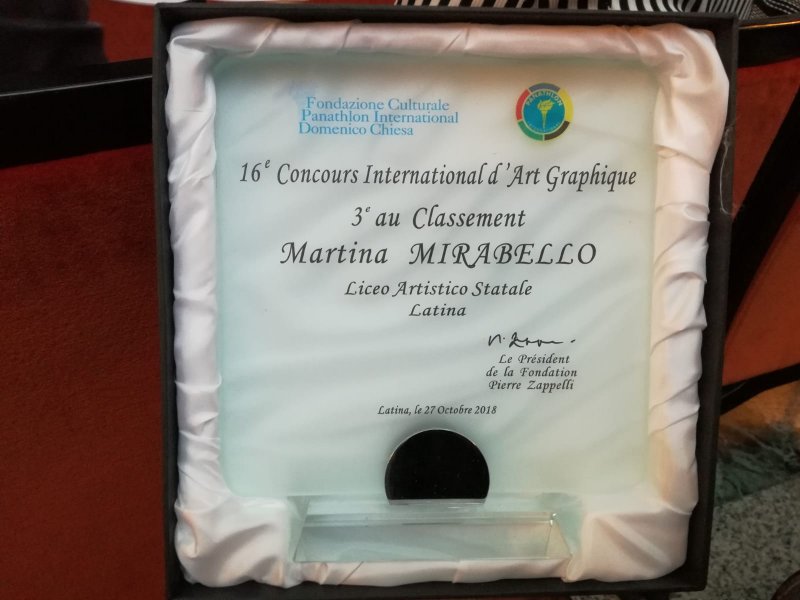 Fondazione Culturale
Panathlon International
Domenico Chiesa
PANATHLON
16e Concours International d'Art Graphique
3e au Classement
Martina MIRABELLO
Liceo Artistico Statale
Latina
Le Président
de la Fondation
Pierre Zappelli
Latina, le 27 Octobre 2018